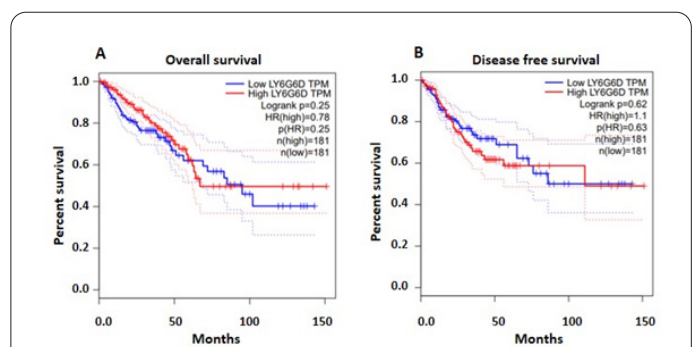 A
Overall survival
Low LY6G6D TPM
High LY6G6D TPM
Logrank p=0.25
HR(high)=0.78
p(HR)=0.25
n(high)=181
n(low)=181
Percent survival
1.0
0.8
0.6
0.4
0.2
0.0
0.0 50 100 150
Months
B
Disease free survival
Low LY6G6D TPM
High LY6G6D TPM
Logrank p=0.62
HR(high)=1.1
p(HR)=0.63
n(high)=181
n(low)=181
Percent survival
1.0
0.8
0.6
0.4
0.2
0.0
0.0 50 100 150
Months